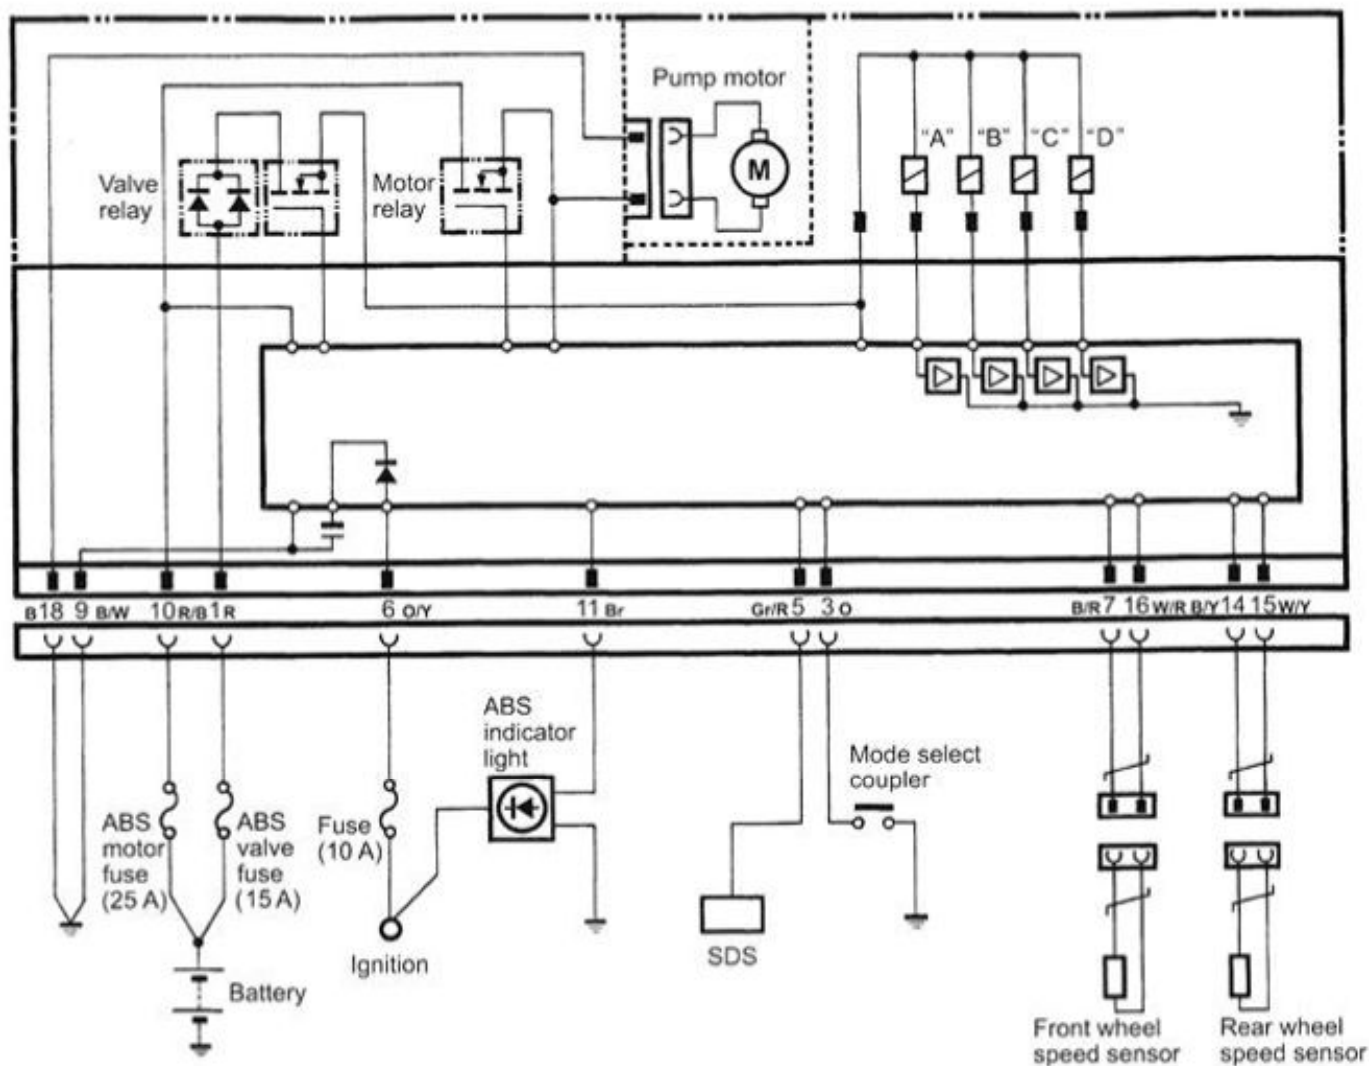 Pump motor
"A" "B" "C" "D"
Valve
relay
Motor
relay
M
B18 9 B/W 10 R/B 1 R 6 O/Y 11 Br Gr/R 5 3 O B/R 7 16 W/R B/Y 14 15 W/Y
ABS
indicator
light
Mode select
coupler
ABS
motor
fuse
(25 A)
ABS
valve
fuse
(15 A)
Fuse
(10 A)
Ignition
SDS
Battery
Front wheel
speed sensor
Rear wheel
speed sensor